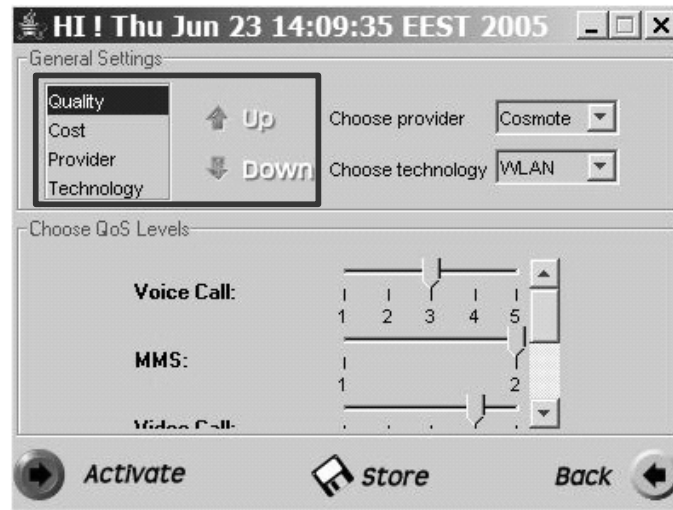 HI ! Thu Jun 23 14:09:35 EEST 2005
General Settings
Quality
Cost
Provider
Technology
Up
Down
Choose provider
Cosmote
Choose technology
WLAN
Choose QoS Levels
Voice Call:
1 2 3 4 5
MMS:
1 2
Video Call:
Activate
Store
Back